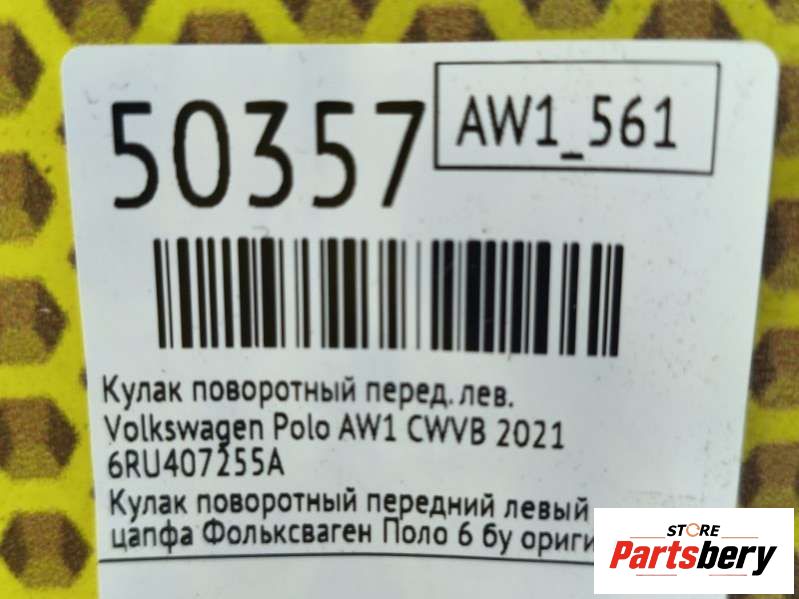 50357
AW1_561
Кулак поворотный перед. лев.
Volkswagen Polo AW1 CWVB 2021
6RU407255A
Кулак поворотный передний левый
цапфа Фольксваген Поло 6 бу
STORE
Partsbery